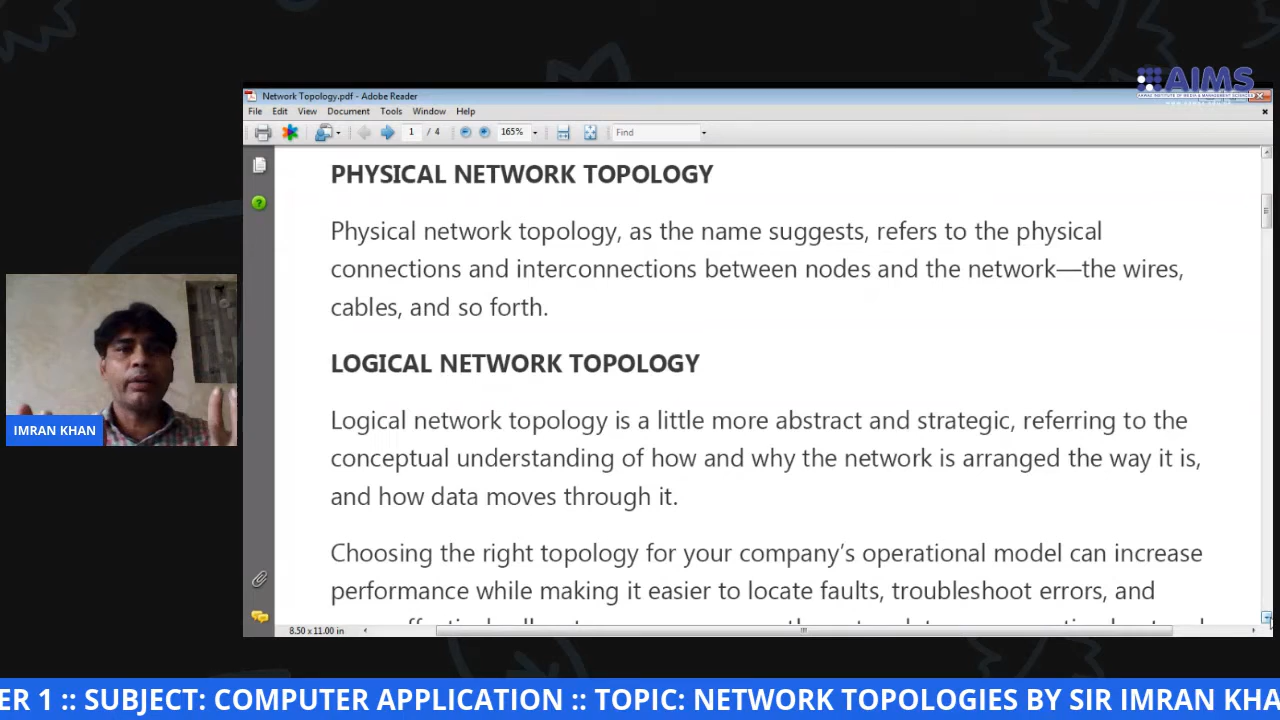 AIMS
Network Topology.pdf - Adobe Reader
File Edit View Document Tools Window Help
1 / 4 165% Find
PHYSICAL NETWORK TOPOLOGY
Physical network topology, as the name suggests, refers to the physical
connections and interconnections between nodes and the network—the wires,
cables, and so forth.
LOGICAL NETWORK TOPOLOGY
Logical network topology is a little more abstract and strategic, referring to the
conceptual understanding of how and why the network is arranged the way it is,
and how data moves through it.
Choosing the right topology for your company’s operational model can increase
performance while making it easier to locate faults, troubleshoot errors, and
8.50 x 11.00 in
IMRAN KHAN
ER 1 :: SUBJECT: COMPUTER APPLICATION :: TOPIC: NETWORK TOPOLOGIES BY SIR IMRAN KHA